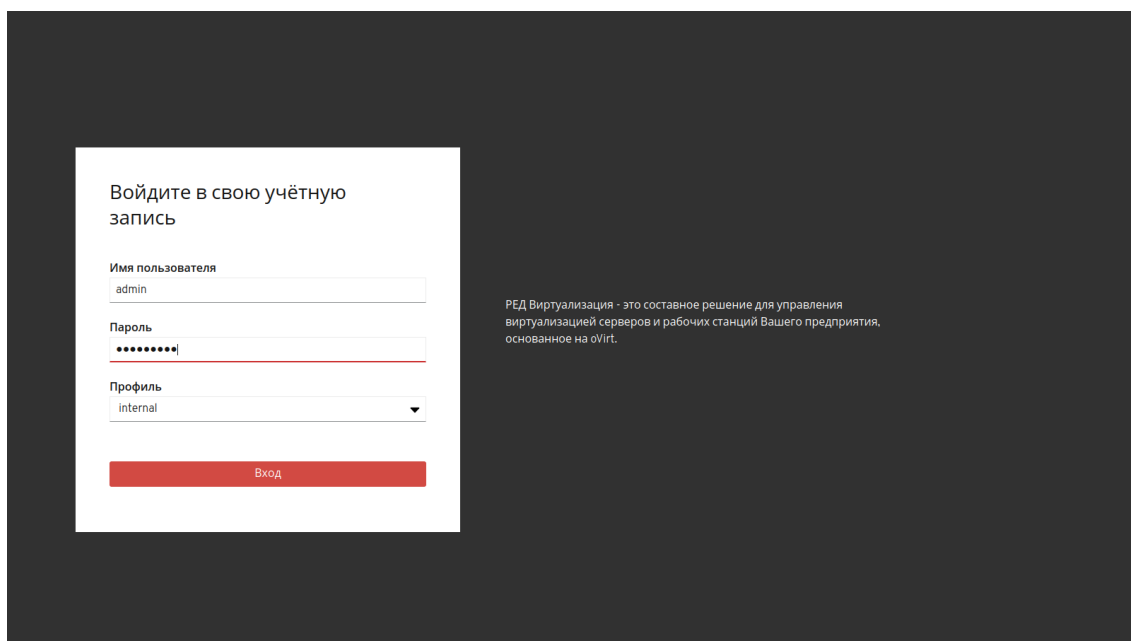 Войдите в свою учётную
запись
Имя пользователя
admin
Пароль
•••••••••
Профиль
internal
Вход
РЕД Виртуализация - это составное решение для управления
виртуализацией серверов и рабочих станций Вашего предприятия,
основанное на oVirt.